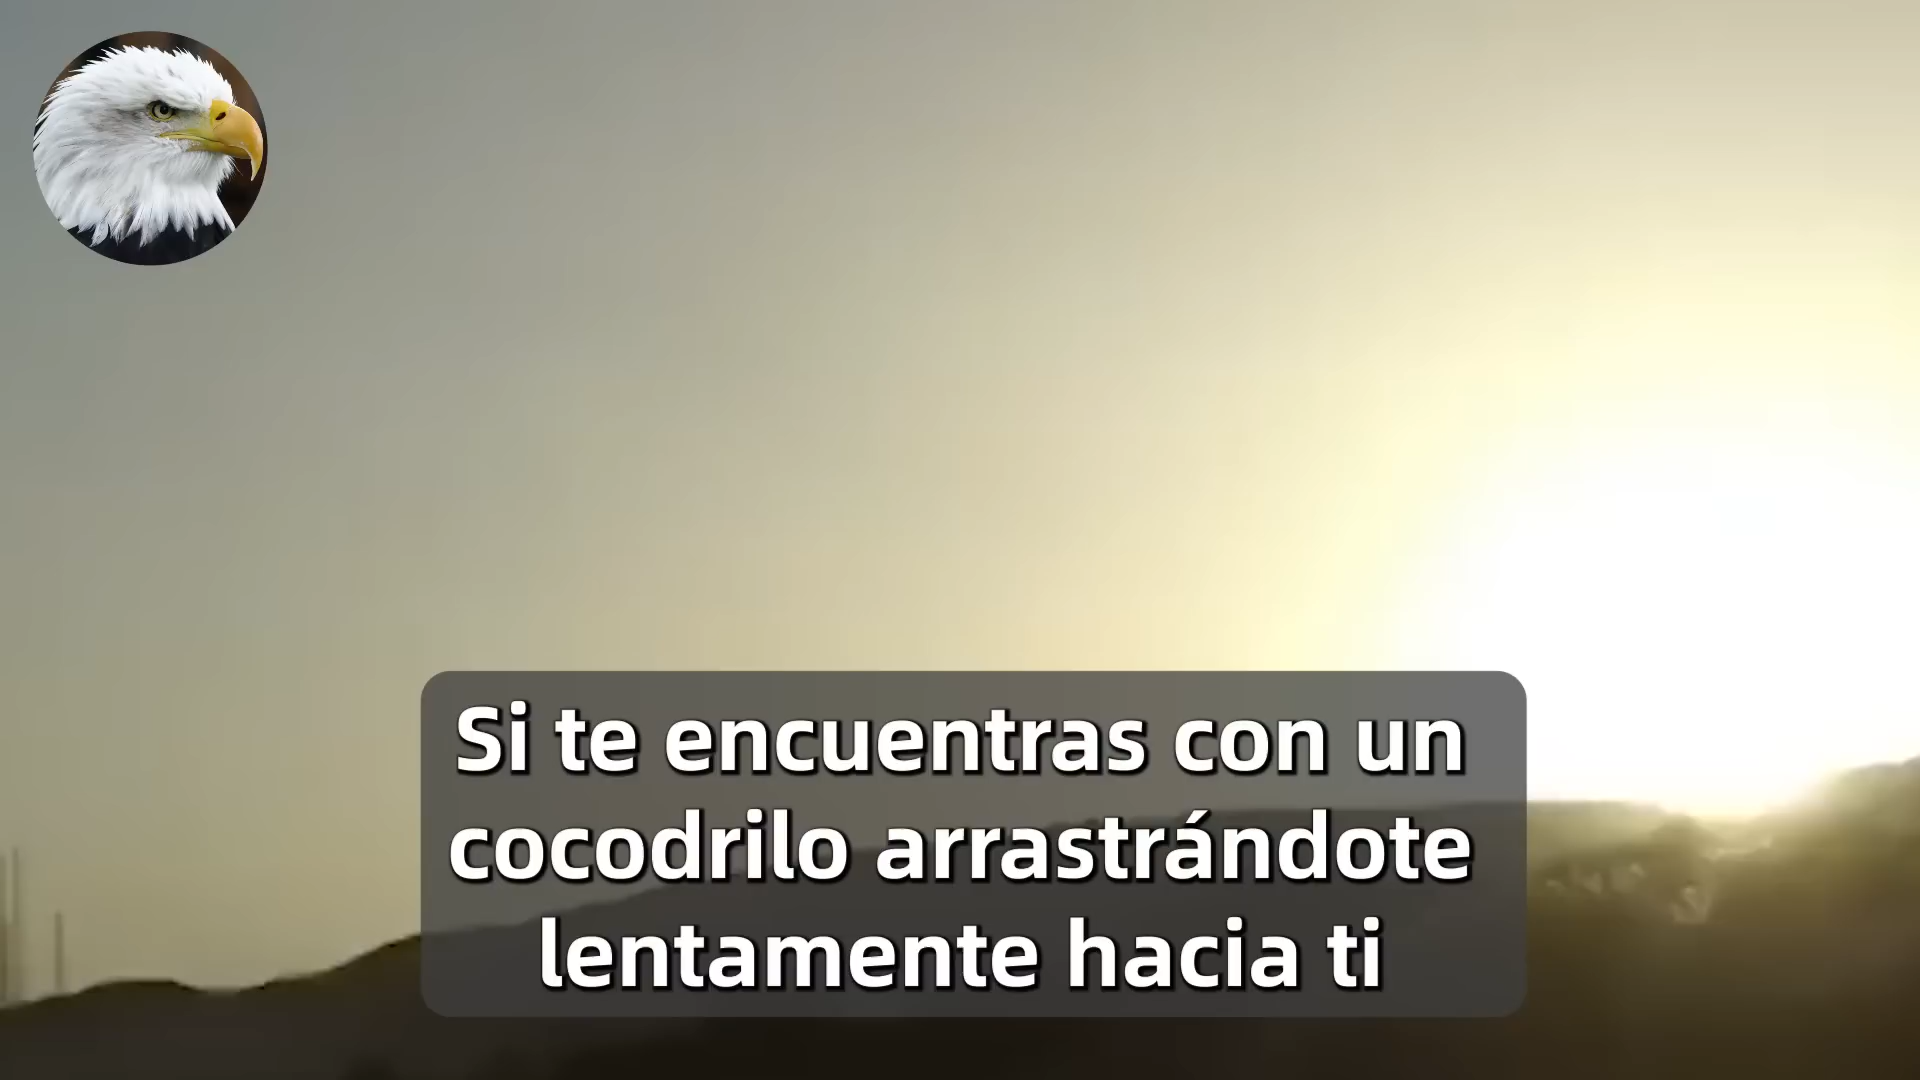 Si te encuentras con un
cocodrilo arrastrándote
lentamente hacia ti